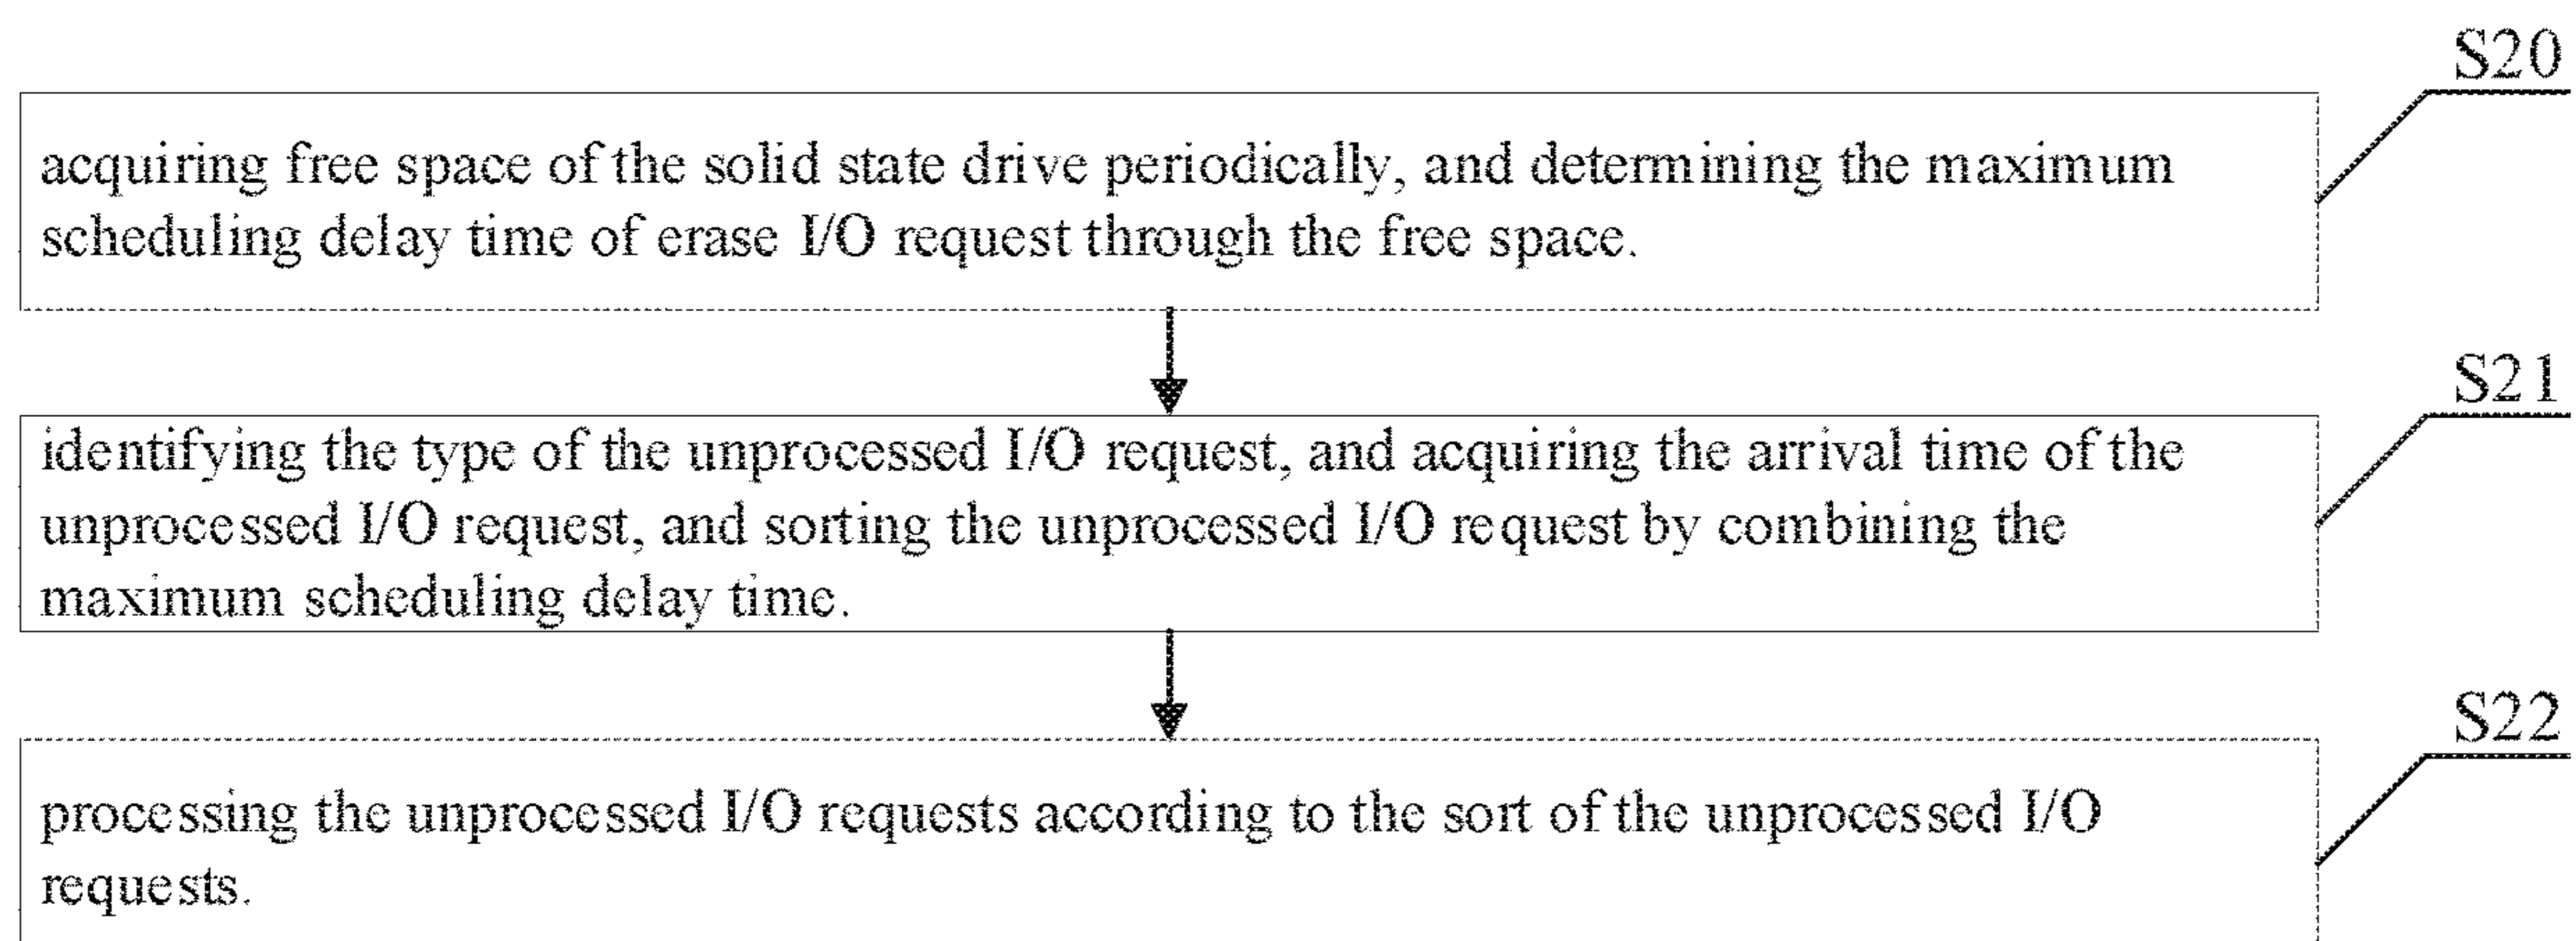 S20
acquiring free space of the solid state drive periodically, and determining the maximum
scheduling delay time of erase I/O request through the free space.
S21
identifying the type of the unprocessed I/O request, and acquiring the arrival time of the
unprocessed I/O request, and sorting the unprocessed I/O request by combining the
maximum scheduling delay time.
S22
processing the unprocessed I/O requests according to the sort of the unprocessed I/O
requests.